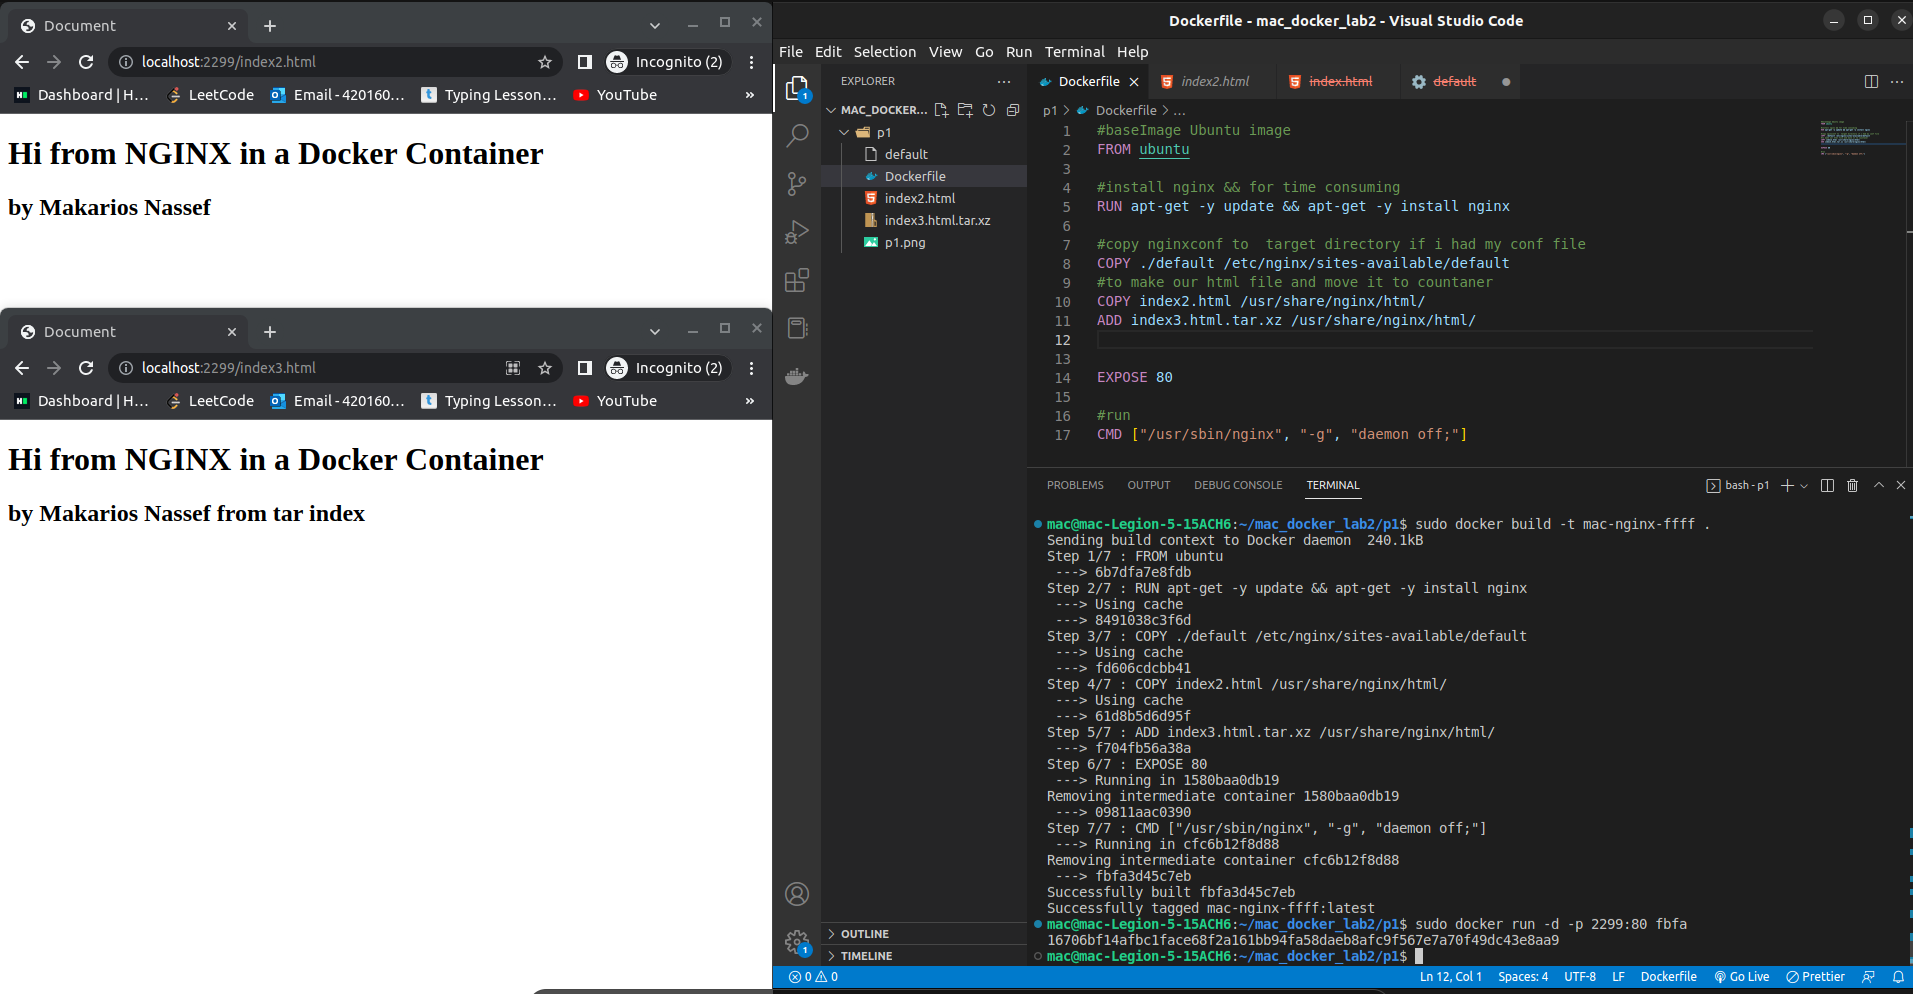 Document
localhost:2299/index2.html
Incognito (2)
Dashboard | H...
LeetCode
Email - 420160...
Typing Lesson...
YouTube
»
Hi from NGINX in a Docker Container
by Makarios Nassef
Document
localhost:2299/index3.html
Incognito (2)
Dashboard | H...
LeetCode
Email - 420160...
Typing Lesson...
YouTube
»
Hi from NGINX in a Docker Container
by Makarios Nassef from tar index
Dockerfile - mac_docker_lab2 - Visual Studio Code
File Edit Selection View Go Run Terminal Help
EXPLORER
MAC_DOCKER...
p1
default
Dockerfile
index2.html
index3.html.tar.xz
p1.png
OUTLINE
TIMELINE
Dockerfile
index2.html
index.html
default
p1 > Dockerfile > ...
1 #baseImage Ubuntu image
2 FROM ubuntu
3
4 #install nginx && for time consuming
5 RUN apt-get -y update && apt-get -y install nginx
6
7 #copy nginxconf to  target directory if i had my conf file
8 COPY ./default /etc/nginx/sites-available/default
9 #to make our html file and move it to countaner
10 COPY index2.html /usr/share/nginx/html/
11 ADD index3.html.tar.xz /usr/share/nginx/html/
12
13
14 EXPOSE 80
15
16 #run
17 CMD ["/usr/sbin/nginx", "-g", "daemon off;"]
PROBLEMS OUTPUT DEBUG CONSOLE TERMINAL
bash - p1
mac@mac-Legion-5-15ACH6:~/mac_docker_lab2/p1$ sudo docker build -t mac-nginx-ffff .
Sending build context to Docker daemon  240.1kB
Step 1/7 : FROM ubuntu
 ---> 6b7dfa7e8fdb
Step 2/7 : RUN apt-get -y update && apt-get -y install nginx
 ---> Using cache
 ---> 8491038c3f6d
Step 3/7 : COPY ./default /etc/nginx/sites-available/default
 ---> Using cache
 ---> fd606cdcbb41
Step 4/7 : COPY index2.html /usr/share/nginx/html/
 ---> Using cache
 ---> 61d8b5d6d95f
Step 5/7 : ADD index3.html.tar.xz /usr/share/nginx/html/
 ---> f704fb56a38a
Step 6/7 : EXPOSE 80
 ---> Running in 1580baa0db19
Removing intermediate container 1580baa0db19
 ---> 09811aac0390
Step 7/7 : CMD ["/usr/sbin/nginx", "-g", "daemon off;"]
 ---> Running in cfc6b12f8d88
Removing intermediate container cfc6b12f8d88
 ---> fbfa3d45c7eb
Successfully built fbfa3d45c7eb
Successfully tagged mac-nginx-ffff:latest
mac@mac-Legion-5-15ACH6:~/mac_docker_lab2/p1$ sudo docker run -d -p 2299:80 fbfa
16706bf14afbc1face68f2a161bb94fa58daeb8afc9f567e7a70f49dc43e8aa9
mac@mac-Legion-5-15ACH6:~/mac_docker_lab2/p1$
0 0
Ln 12, Col 1 Spaces: 4 UTF-8 LF Dockerfile Go Live Prettier